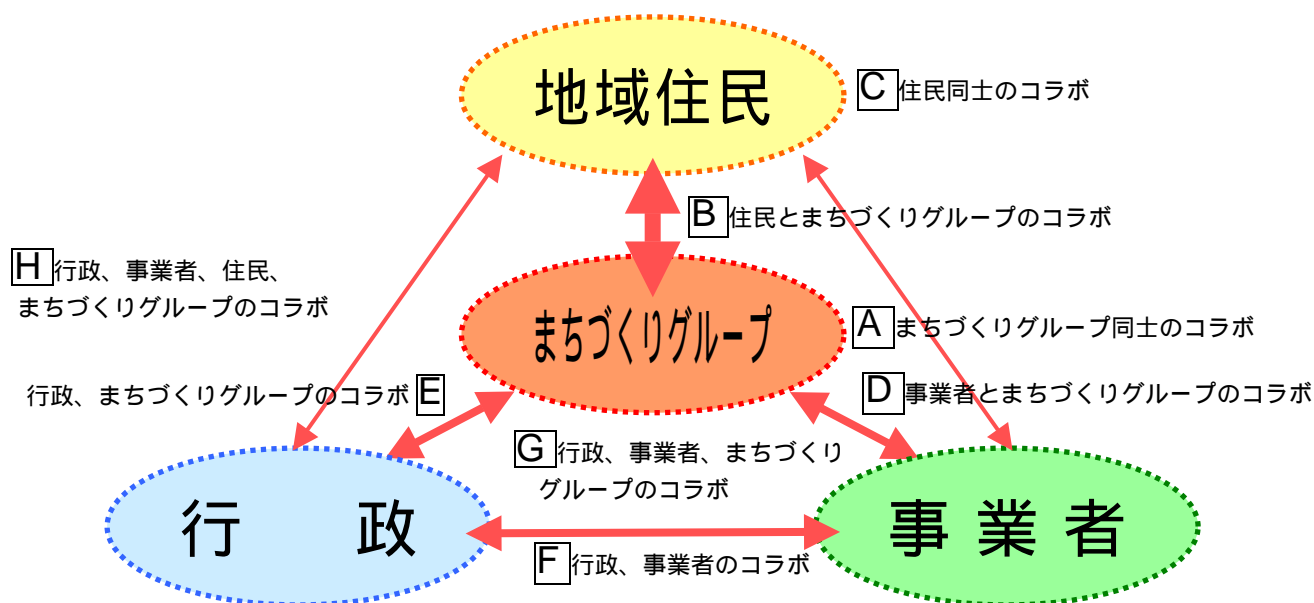 地域住民
C 住民同士のコラボ
B 住民とまちづくりグループのコラボ
H 行政、事業者、住民、
まちづくりグループのコラボ
まちづくりグループ
A まちづくりグループ同士のコラボ
行政、まちづくりグループのコラボ E
D 事業者とまちづくりグループのコラボ
G 行政、事業者、まちづくり
グループのコラボ
行 政
事業者
F 行政、事業者のコラボ